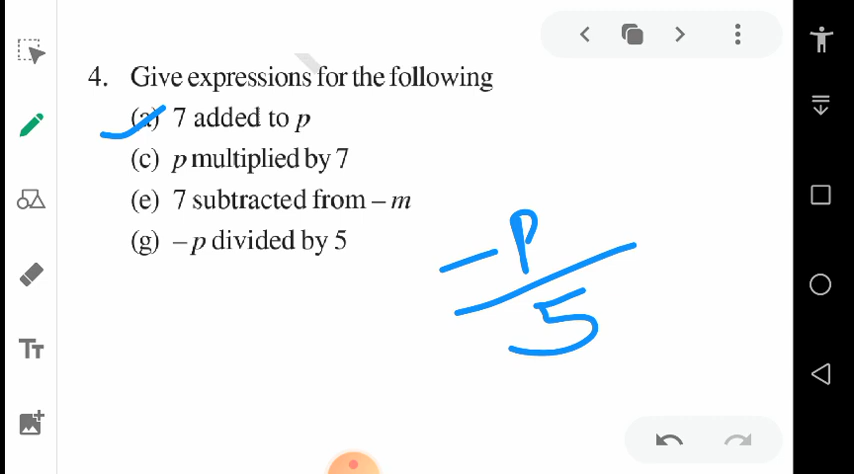 4. Give expressions for the following
(a) 7 added to p
(c) p multiplied by 7
(e) 7 subtracted from – m
(g) – p divided by 5
–p
5
Tт